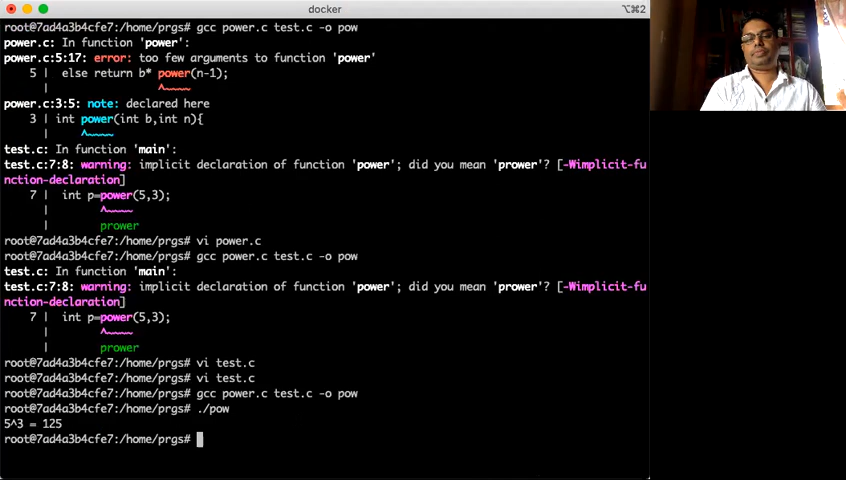 docker
⌥⌘2
root@7ad4a3b4cfe7:/home/prgs# gcc power.c test.c -o pow
power.c: In function 'power':
power.c:5:17: error: too few arguments to function 'power'
5 | else return b* power(n-1);
| ^~~~~
power.c:3:5: note: declared here
3 | int power(int b,int n){
| ^~~~~
test.c: In function 'main':
test.c:7:8: warning: implicit declaration of function 'power'; did you mean 'prower'? [-Wimplicit-fu
nction-declaration]
7 | int p=power(5,3);
| ^~~~~
| prower
root@7ad4a3b4cfe7:/home/prgs# vi power.c
root@7ad4a3b4cfe7:/home/prgs# gcc power.c test.c -o pow
test.c: In function 'main':
test.c:7:8: warning: implicit declaration of function 'power'; did you mean 'prower'? [-Wimplicit-fu
nction-declaration]
7 | int p=power(5,3);
| ^~~~~
| prower
root@7ad4a3b4cfe7:/home/prgs# vi test.c
root@7ad4a3b4cfe7:/home/prgs# vi test.c
root@7ad4a3b4cfe7:/home/prgs# gcc power.c test.c -o pow
root@7ad4a3b4cfe7:/home/prgs# ./pow
5^3 = 125
root@7ad4a3b4cfe7:/home/prgs#